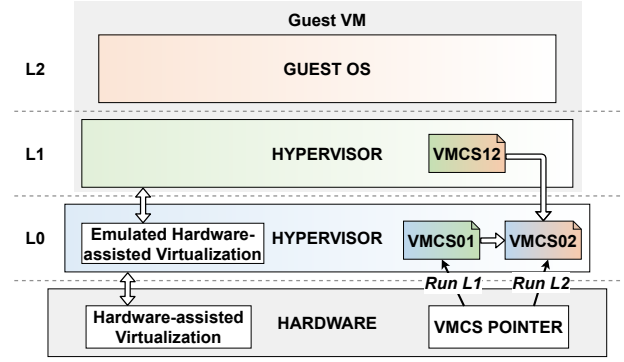 Guest VM
L2
GUEST OS
L1
HYPERVISOR
VMCS12
L0
Emulated Hardware-
assisted Virtualization
HYPERVISOR
VMCS01
VMCS02
Run L1
Run L2
Hardware-assisted
Virtualization
HARDWARE
VMCS POINTER